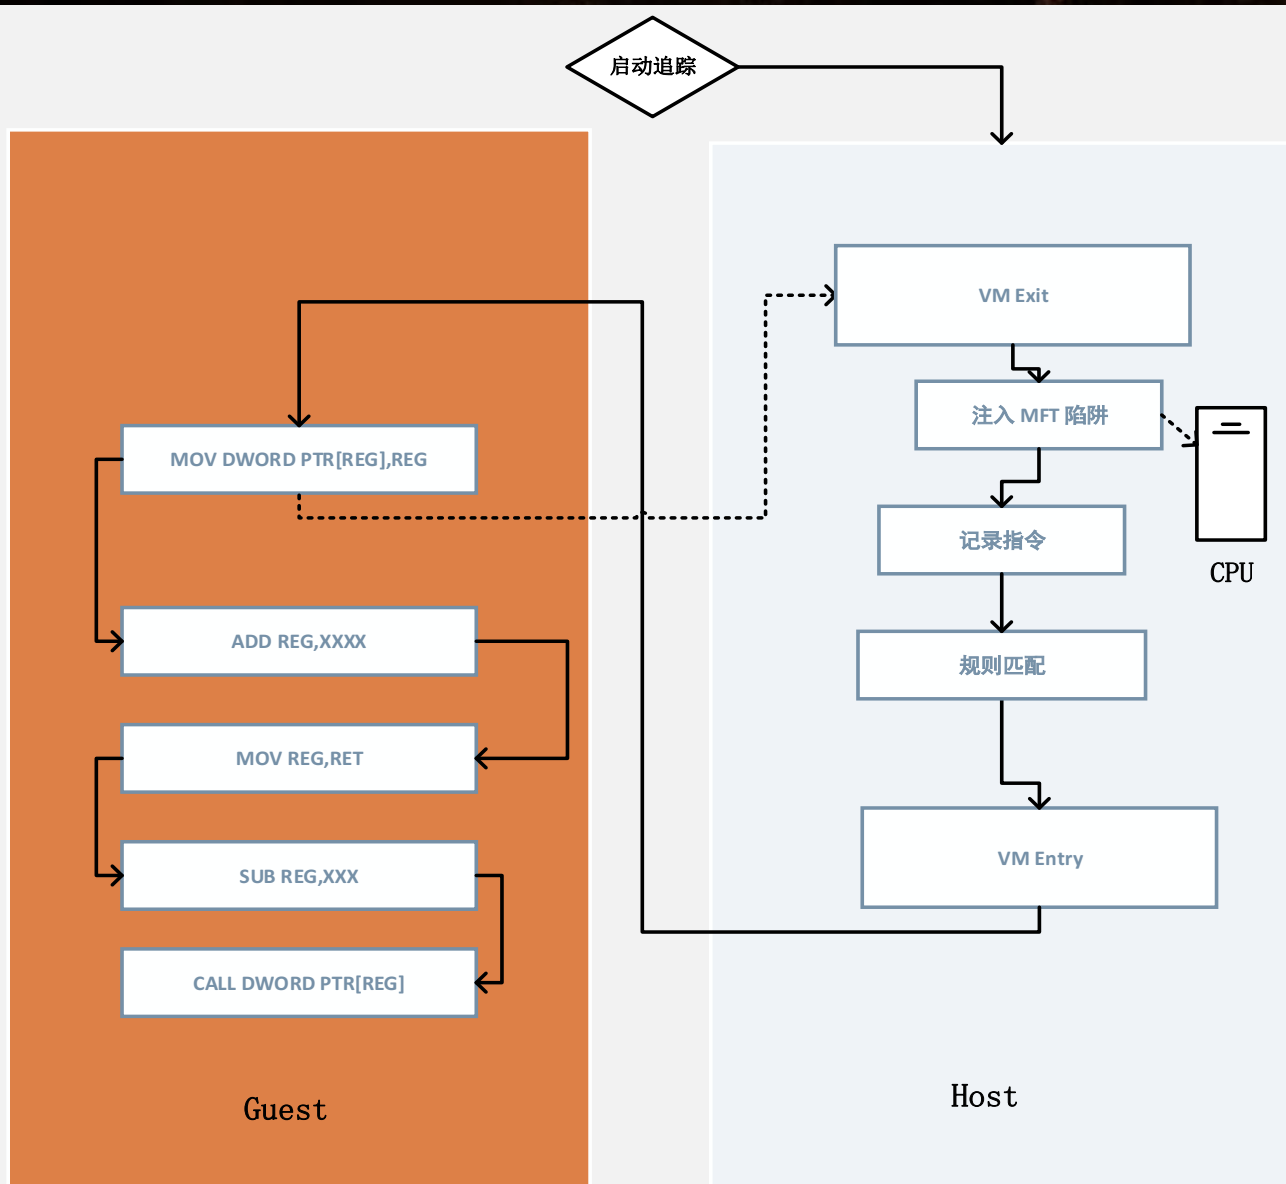 启动追踪
VM Exit
注入 MFT 陷阱
CPU
记录指令
规则匹配
VM Entry
Host
MOV DWORD PTR[REG],REG
ADD REG,XXXX
MOV REG,RET
SUB REG,XXX
CALL DWORD PTR[REG]
Guest